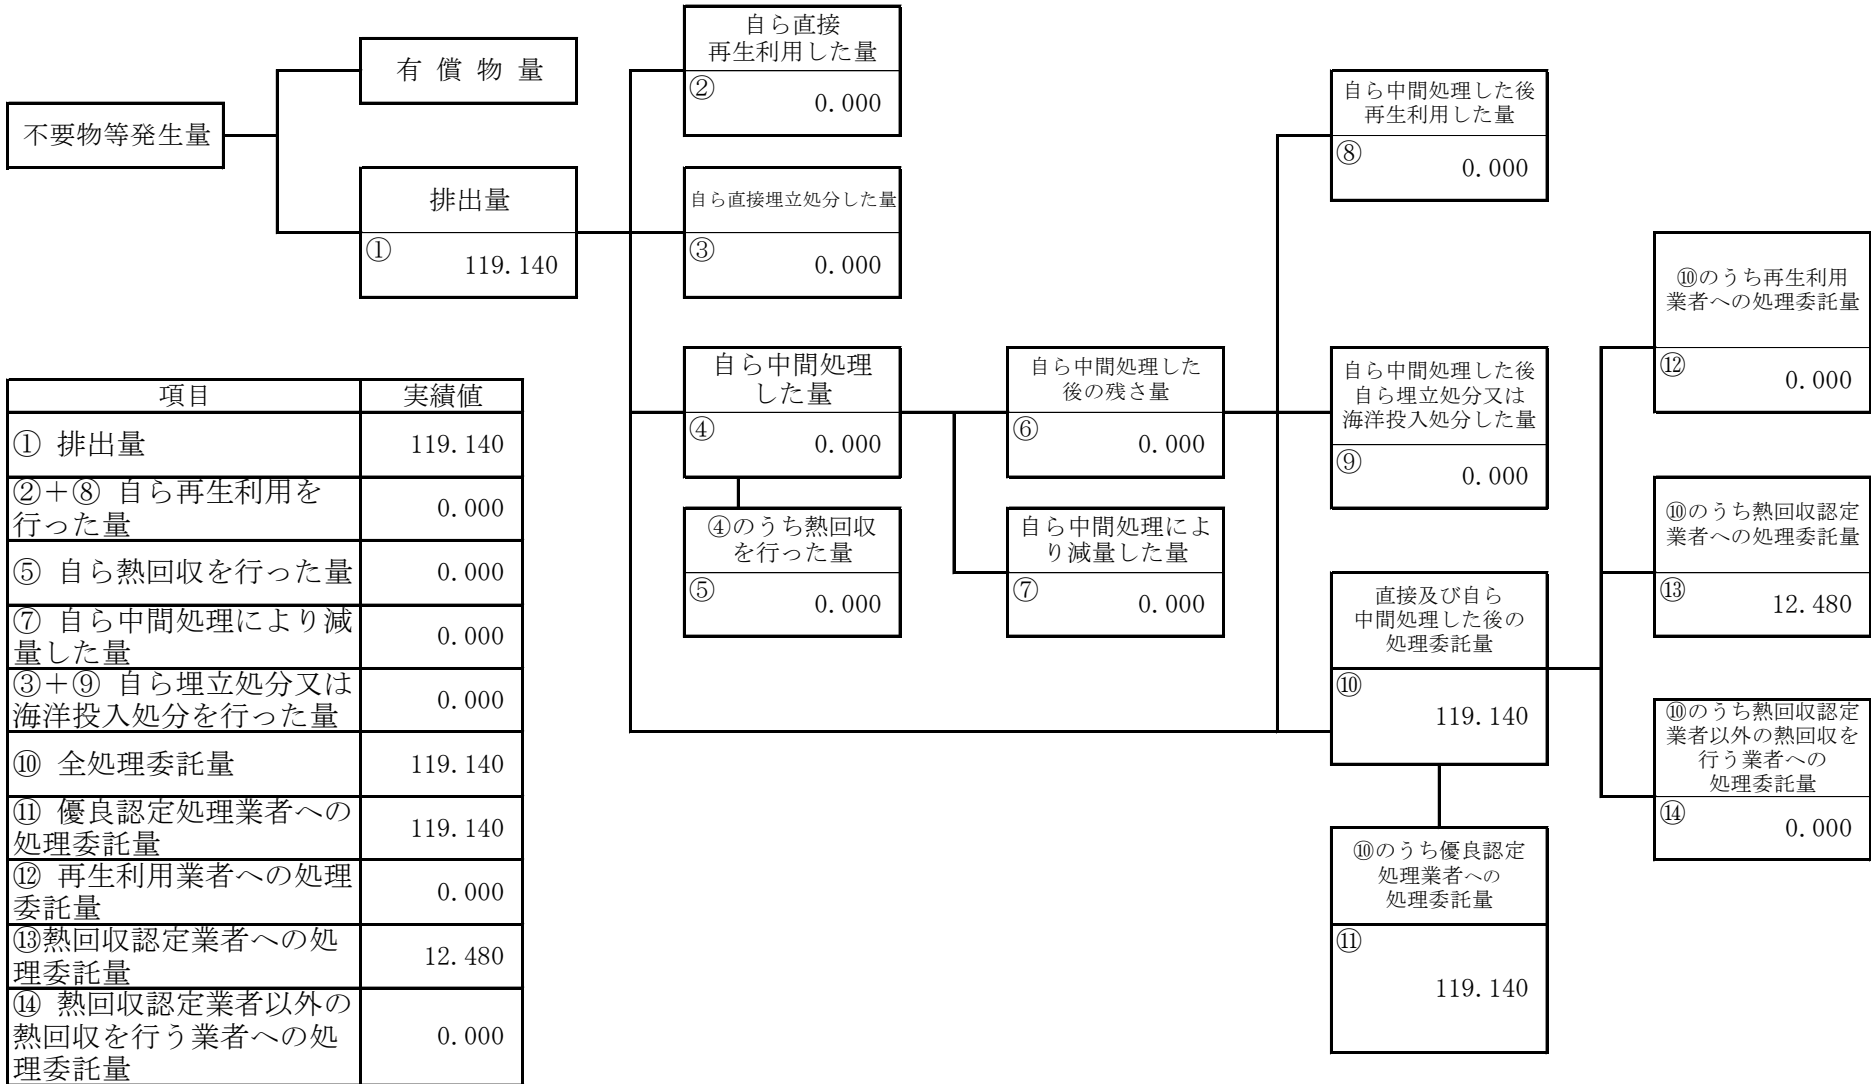 不要物等発生量
有 償 物 量
排出量
①
119.140
自ら直接
再生利用した量
②
0.000
自ら直接埋立処分した量
③
0.000
自ら中間処理
した量
④
0.000
④のうち熱回収
を行った量
⑤
0.000
自ら中間処理した
後の残さ量
⑥
0.000
自ら中間処理によ
り減量した量
⑦
0.000
自ら中間処理した後
再生利用した量
⑧
0.000
自ら中間処理した後
自ら埋立処分又は
海洋投入処分した量
⑨
0.000
直接及び自ら
中間処理した後の
処理委託量
⑩
119.140
⑩のうち優良認定
処理業者への
処理委託量
⑪
119.140
⑩のうち再生利用
業者への処理委託量
⑫
0.000
⑩のうち熱回収認定
業者への処理委託量
⑬
12.480
⑩のうち熱回収認定
業者以外の熱回収を
行う業者への
処理委託量
⑭
0.000
項目 実績値
① 排出量 119.140
②＋⑧ 自ら再生利用を
行った量 0.000
⑤ 自ら熱回収を行った量 0.000
⑦ 自ら中間処理により減
量した量 0.000
③＋⑨ 自ら埋立処分又は
海洋投入処分を行った量 0.000
⑩ 全処理委託量 119.140
⑪ 優良認定処理業者への
処理委託量 119.140
⑫ 再生利用業者への処理
委託量 0.000
⑬熱回収認定業者への処
理委託量 12.480
⑭ 熱回収認定業者以外の
熱回収を行う業者への処 0.000
理委託量